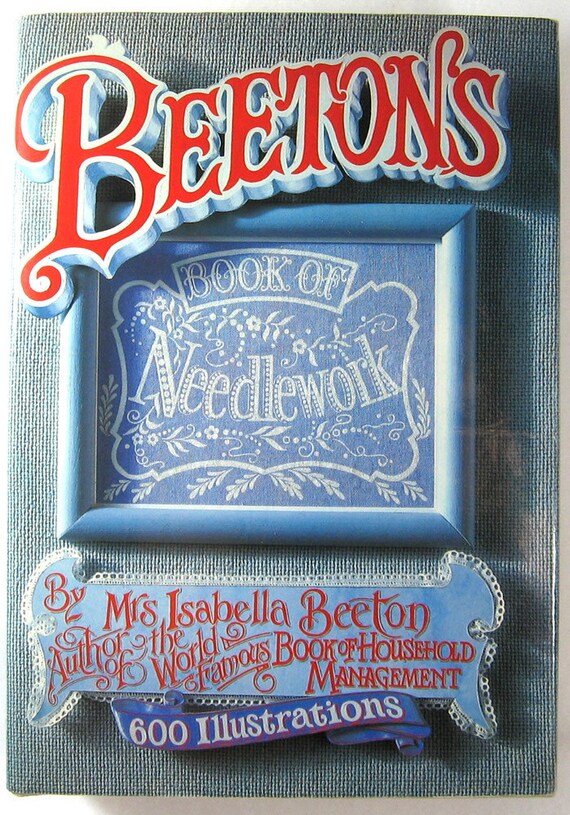 BEETON'S
BOOK OF
Needlework
By Mrs Isabella Beeton
Author of the World Famous BOOK OF HOUSEHOLD
MANAGEMENT
600 Illustrations